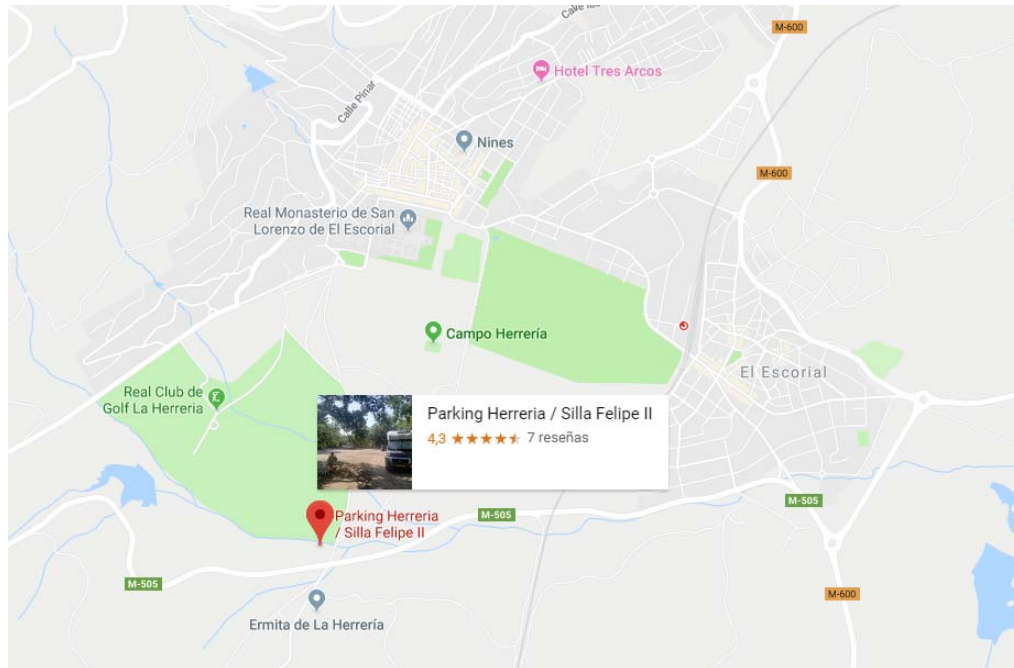 M-600
Hotel Tres Arcos
Calle Pinar
Nines
M-600
Real Monasterio de San
Lorenzo de El Escorial
Campo Herrería
El Escorial
Real Club de
Golf La Herreria
Parking Herreria / Silla Felipe II
4,3 ★★★★★ 7 reseñas
Parking Herreria
/ Silla Felipe II
M-505
M-505
M-505
M-600
Ermita de La Herrería